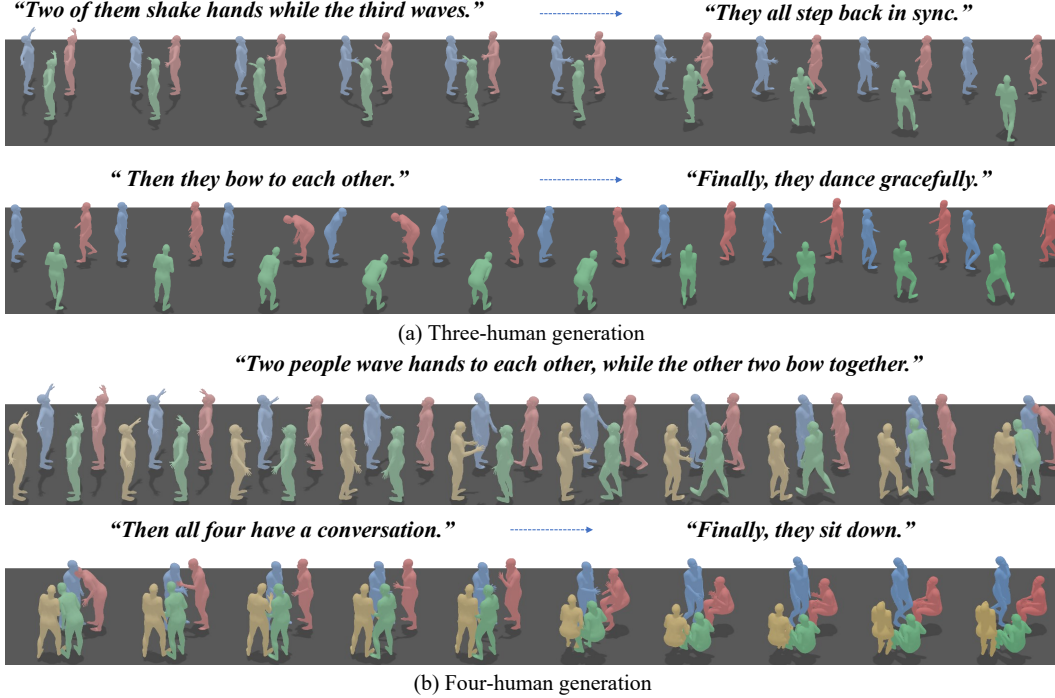 “Two of them shake hands while the third waves.” “They all step back in sync.”
“ Then they bow to each other.” “Finally, they dance gracefully.”
(a) Three-human generation
“Two people wave hands to each other, while the other two bow together.”
“Then all four have a conversation.” “Finally, they sit down.”
(b) Four-human generation